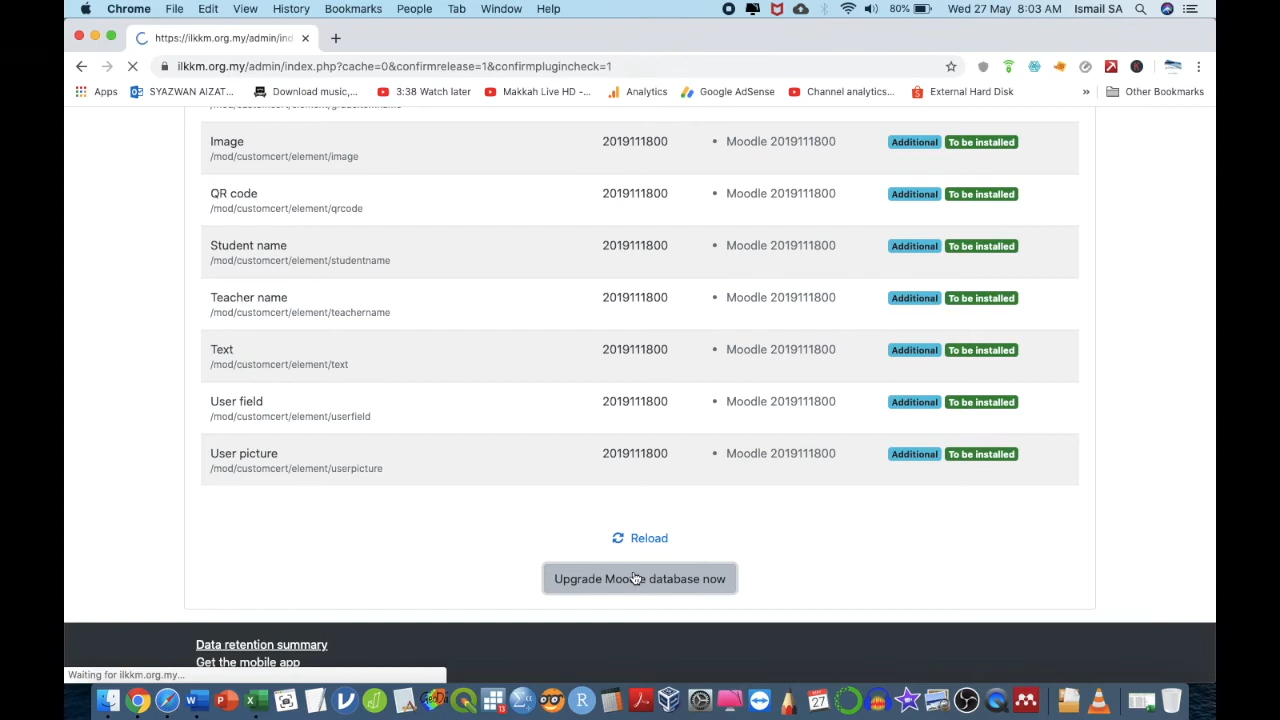 Chrome File Edit View History Bookmarks People Tab Window Help 80% Wed 27 May 8:03 AM Ismail SA
https://ilkkm.org.my/admin/ind
ilkkm.org.my/admin/index.php?cache=0&confirmrelease=1&confirmplugincheck=1
Apps SYAZWAN AIZAT... Download music,... 3:38 Watch later Makkah Live HD -... Analytics Google AdSense Channel analytics... External Hard Disk » Other Bookmarks
Image 2019111800 • Moodle 2019111800 Additional To be installed
/mod/customcert/element/image
QR code 2019111800 • Moodle 2019111800 Additional To be installed
/mod/customcert/element/qrcode
Student name 2019111800 • Moodle 2019111800 Additional To be installed
/mod/customcert/element/studentname
Teacher name 2019111800 • Moodle 2019111800 Additional To be installed
/mod/customcert/element/teachername
Text 2019111800 • Moodle 2019111800 Additional To be installed
/mod/customcert/element/text
User field 2019111800 • Moodle 2019111800 Additional To be installed
/mod/customcert/element/userfield
User picture 2019111800 • Moodle 2019111800 Additional To be installed
/mod/customcert/element/userpicture
Reload
Upgrade Moodle database now
Data retention summary
Get the mobile app
Waiting for ilkkm.org.my...